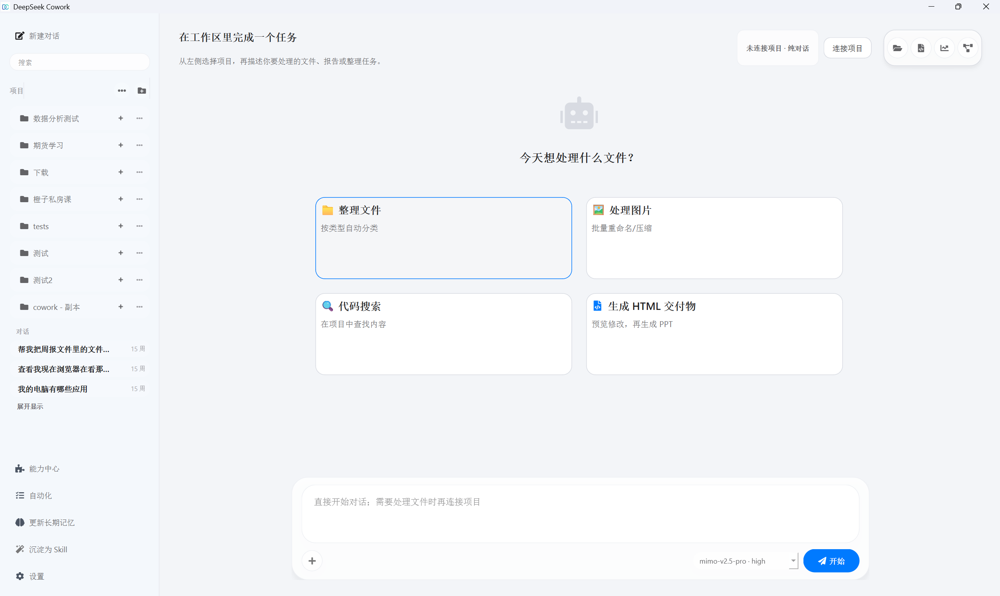 DeepSeek Cowork
新建对话
搜索
项目
数据分析测试
期货学习
下载
橙子私房课
tests
测试
测试2
cowork - 副本
对话
帮我把周报文件里的文件... 15 周
查看我现在浏览器在看那... 15 周
我的电脑有哪些应用 15 周
展开显示
能力中心
自动化
更新长期记忆
沉淀为 Skill
设置
在工作区里完成一个任务
从左侧选择项目，再描述你要处理的文件、报告或整理任务。
未连接项目 · 纯对话
连接项目
今天想处理什么文件？
整理文件
按类型自动分类
处理图片
批量重命名/压缩
代码搜索
在项目中查找内容
生成 HTML 交付物
预览修改，再生成 PPT
直接开始对话；需要处理文件时再连接项目
mimo-v2.5-pro · high
开始